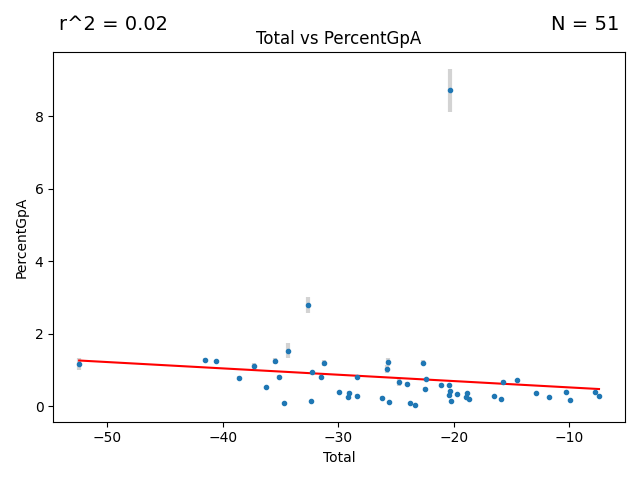 r^2 = 0.02
N = 51
Total vs PercentGpA
PercentGpA
8
6
4
2
0
−50
−40
−30
−20
−10
Total